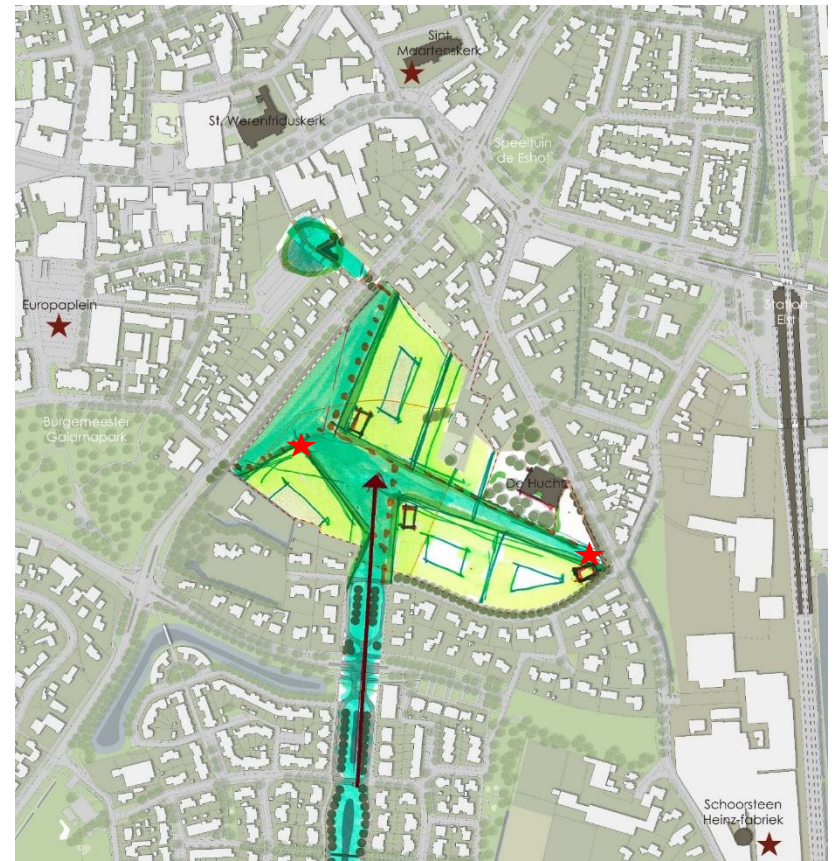 Sint
Maartenskerk
St. Werenfriduskerk
Speeltuin
de Eshof
Europaplein
Station
Elst
Burgemeester
Galamapark
De Hucht
Schoorsteen
Heinz-fabriek